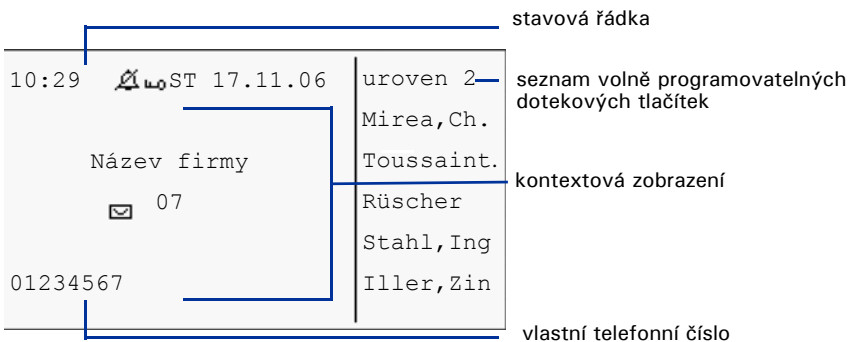 stavová řádka
10:29 ST 17.11.06
uroven 2
seznam volně programovatelných
dotekových tlačítek
Mirea,Ch.
Název firmy
Toussaint.
kontextová zobrazení
07
Rüscher
Stahl,Ing
01234567
Iller,Zin
vlastní telefonní číslo